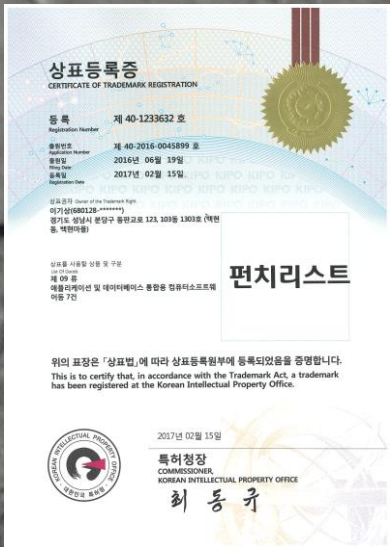 상표등록증
CERTIFICATE OF TRADEMARK REGISTRATION
등 록 제 40-1233632 호
Registration Number
출원번호 제 40-2016-0045899 호
Application Number
출원일 2016년 06월 19일
Filing Date
등록일 2017년 02월 15일
Registration Date
상표권자 Owner of the Trademark Right
이기상(680128-*******)
경기도 성남시 분당구 동판교로 123, 103동 1303호 (백현
동, 백현마을)
상표를 사용할 상품 및 구분
List Of Goods
제 09 류
애플리케이션 및 데이터베이스 통합용 컴퓨터소프트웨
어등 7건
펀치리스트
위의 표장은 「상표법」에 따라 상표등록원부에 등록되었음을 증명합니다.
This is to certify that, in accordance with the Trademark Act, a trademark
has been registered at the Korean Intellectual Property Office.
2017년 02월 15일
특허청장
COMMISSIONER,
KOREAN INTELLECTUAL PROPERTY OFFICE
최동규
KOREAN INTELLECTUAL PROPERTY OFFICE
대한민국 특허청